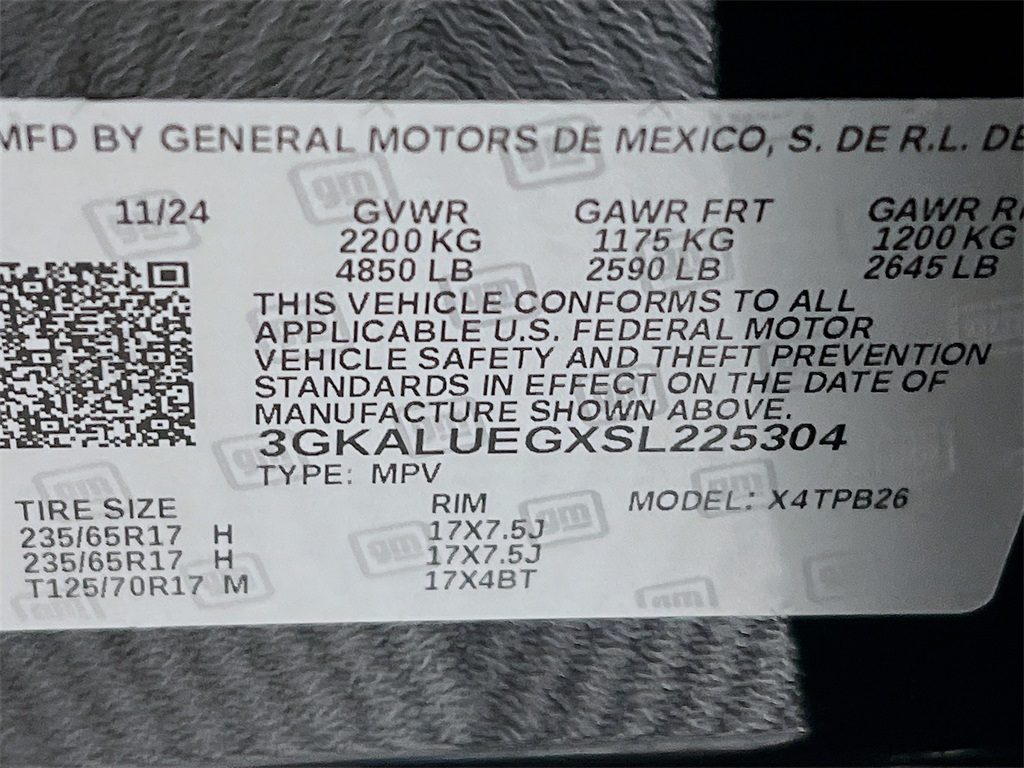 MFD BY GENERAL MOTORS DE MEXICO, S. DE R.L. DE
11/24 GVWR GAWR FRT GAWR
2200 KG 1175 KG 1200 KG
4850 LB 2590 LB 2645 LB
THIS VEHICLE CONFORMS TO ALL
APPLICABLE U.S. FEDERAL MOTOR
VEHICLE SAFETY AND THEFT PREVENTION
STANDARDS IN EFFECT ON THE DATE OF
MANUFACTURE SHOWN ABOVE.
3GKALUEGXSL225304
TYPE: MPV
TIRE SIZE RIM MODEL: X4TPB26
235/65R17 H 17X7.5J
235/65R17 H 17X7.5J
T125/70R17 M 17X4BT